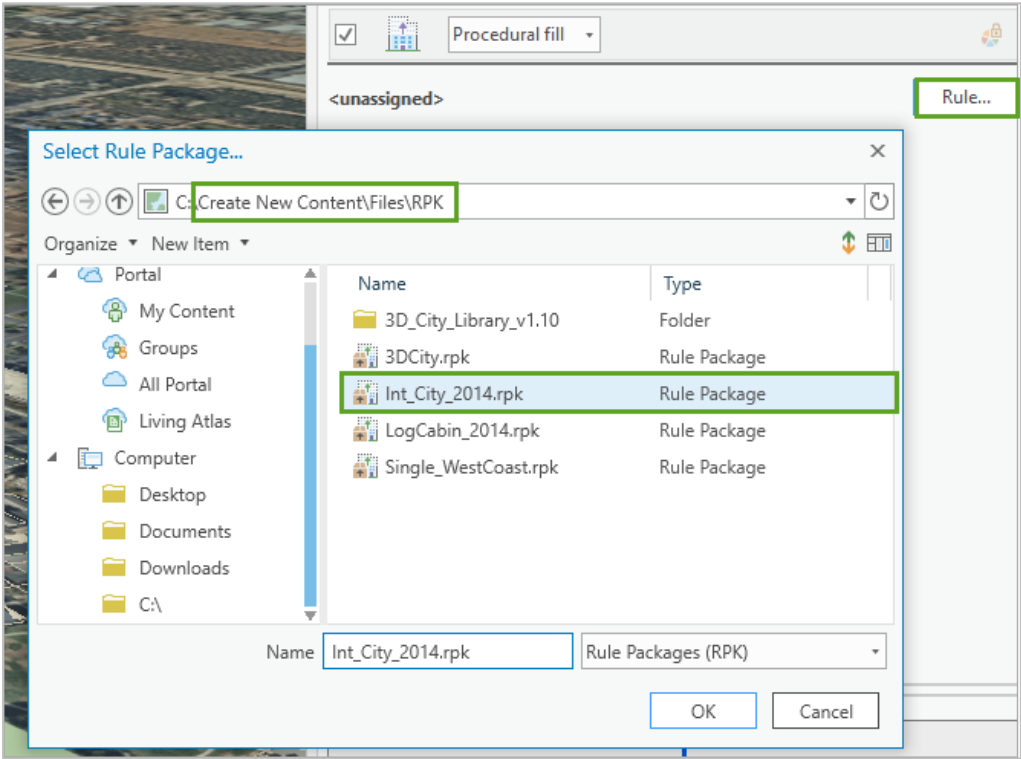 Procedural fill
<unassigned>
Rule...
Select Rule Package...
C:\Create New Content\Files\RPK
Organize New Item
Name Type
Portal
My Content
Groups
All Portal
Living Atlas
Computer
Desktop
Documents
Downloads
C:\
3D_City_Library_v1.10 Folder
3DCity.rpk Rule Package
Int_City_2014.rpk Rule Package
LogCabin_2014.rpk Rule Package
Single_WestCoast.rpk Rule Package
Name Int_City_2014.rpk Rule Packages (RPK)
OK Cancel